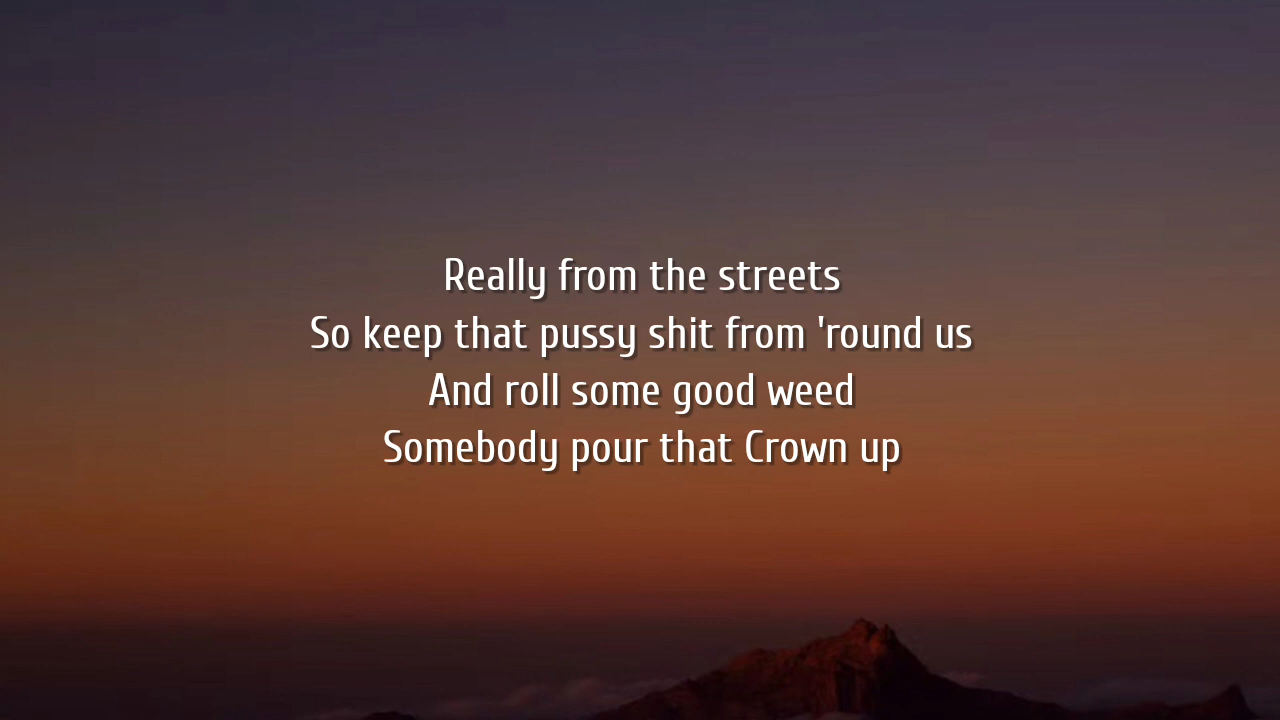 Really from the streets
So keep that pussy shit from 'round us
And roll some good weed
Somebody pour that Crown up